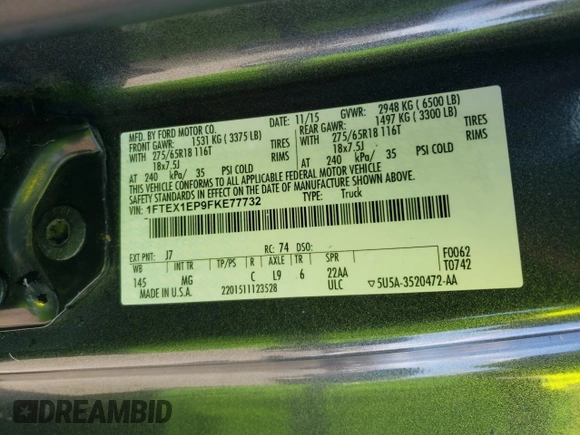 MFD. BY FORD MOTOR CO.
DATE: 11/15 GVWR: 2948 KG ( 6500 LB)
FRONT GAWR: 1531 KG ( 3375 LB) REAR GAWR: 1497 KG ( 3300 LB)
WITH 275/65R18 116T TIRES WITH 275/65R18 116T TIRES
18x7.5J RIMS 18x7.5J RIMS
AT 240 kPa/ 35 PSI COLD AT 240 kPa/ 35 PSI COLD
THIS VEHICLE CONFORMS TO ALL APPLICABLE FEDERAL MOTOR VEHICLE
SAFETY STANDARDS IN EFFECT ON THE DATE OF MANUFACTURE SHOWN ABOVE.
VIN: 1FTEX1EP9FKE77732 TYPE: Truck
EXT PNT: J7 RC: 74 DSO: F0062
WB INT TR TP/PS R AXLE TR SPR T0742
145 MG C L9 6 22AA
MADE IN U.S.A. 2201511123528 ULC ▽5U5A-3520472-AA
DREAMBID